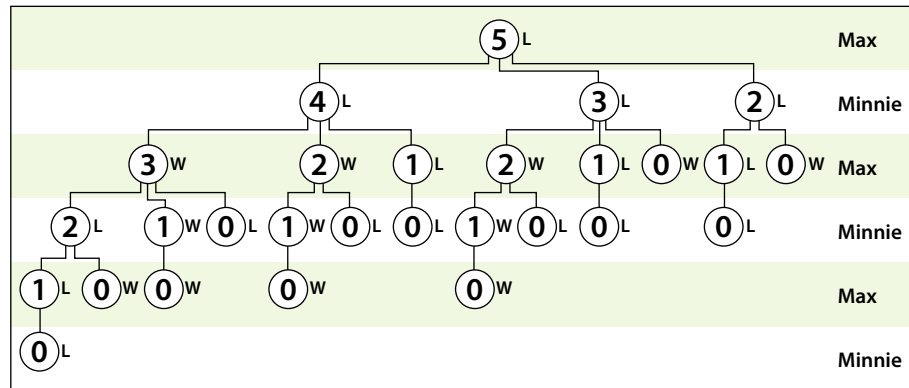 5 L Max
4 L 3 L 2 L Minnie
3 W 2 W 1 L 2 W 1 L 0 W 1 L 0 W Max
2 L 1 W 0 L 1 W 0 L 0 L 1 W 0 L 0 L 0 L Minnie
1 L 0 W 0 W 0 W 0 W Max
0 L Minnie